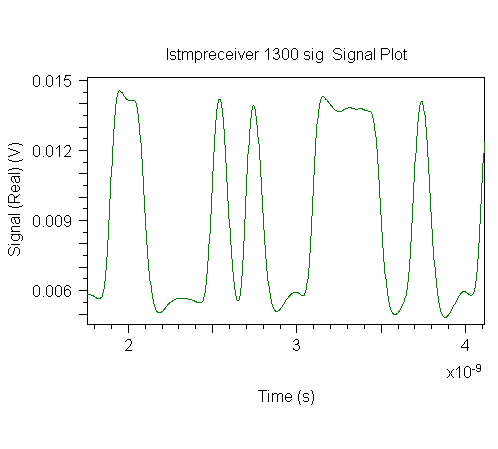 lstmpreceiver 1300 sig  Signal Plot
0.015
0.012
0.009
0.006
Signal (Real) (V)
2
3
4
x10-9
Time (s)